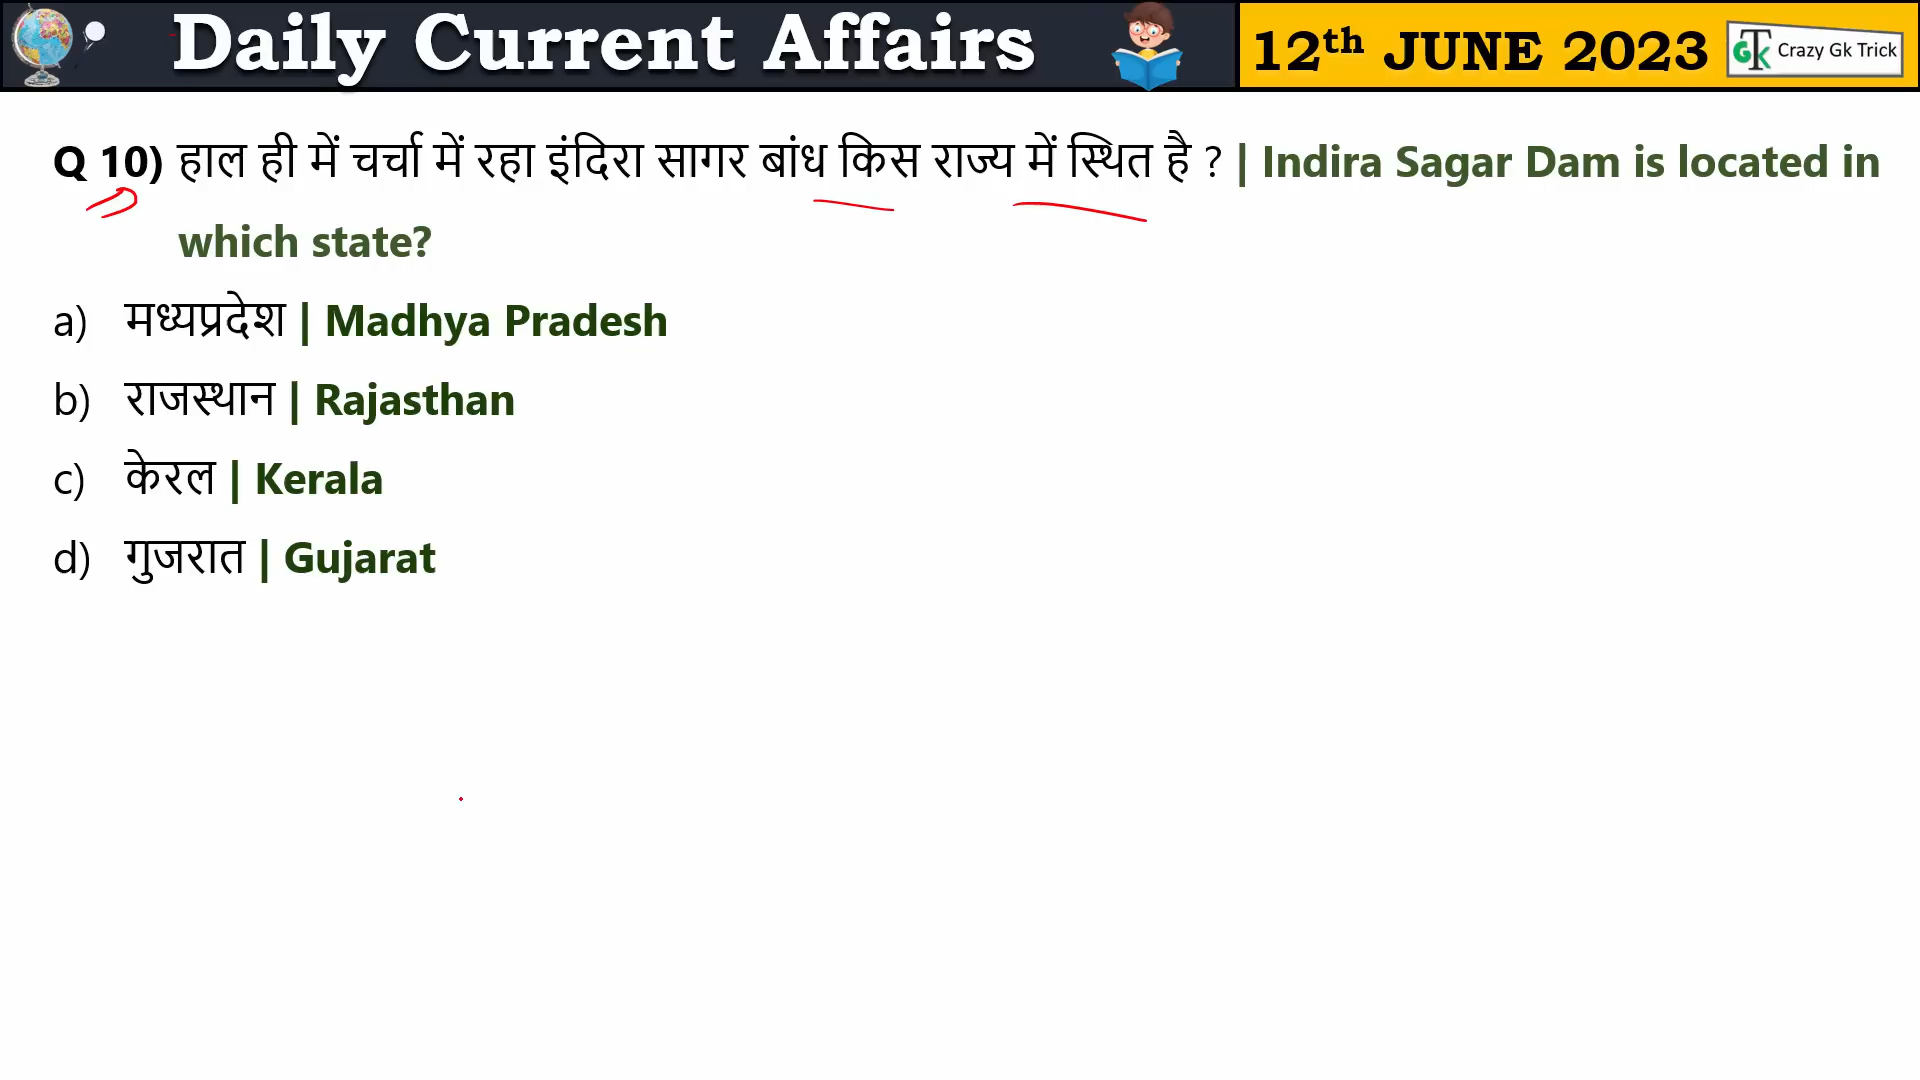 Daily Current Affairs
12th JUNE 2023
GTK Crazy Gk Trick
Q 10) हाल ही में चर्चा में रहा इंदिरा सागर बांध किस राज्य में स्थित है ? | Indira Sagar Dam is located in
which state?
a) मध्यप्रदेश | Madhya Pradesh
b) राजस्थान | Rajasthan
c) केरल | Kerala
d) गुजरात | Gujarat